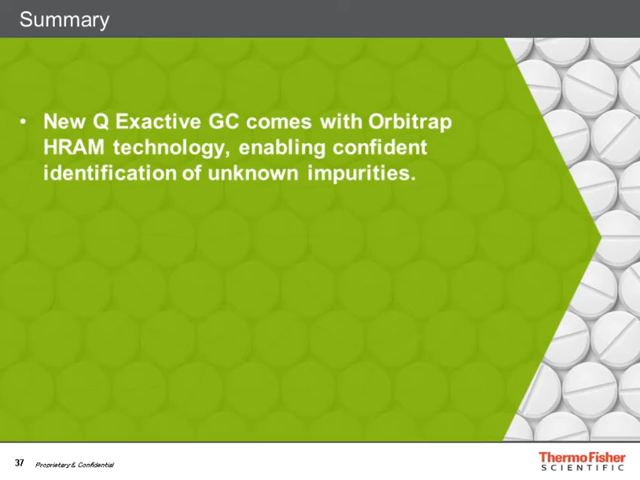 Summary
• New Q Exactive GC comes with Orbitrap
HRAM technology, enabling confident
identification of unknown impurities.
37 Proprietary & Confidential
ThermoFisher
SCIENTIFIC